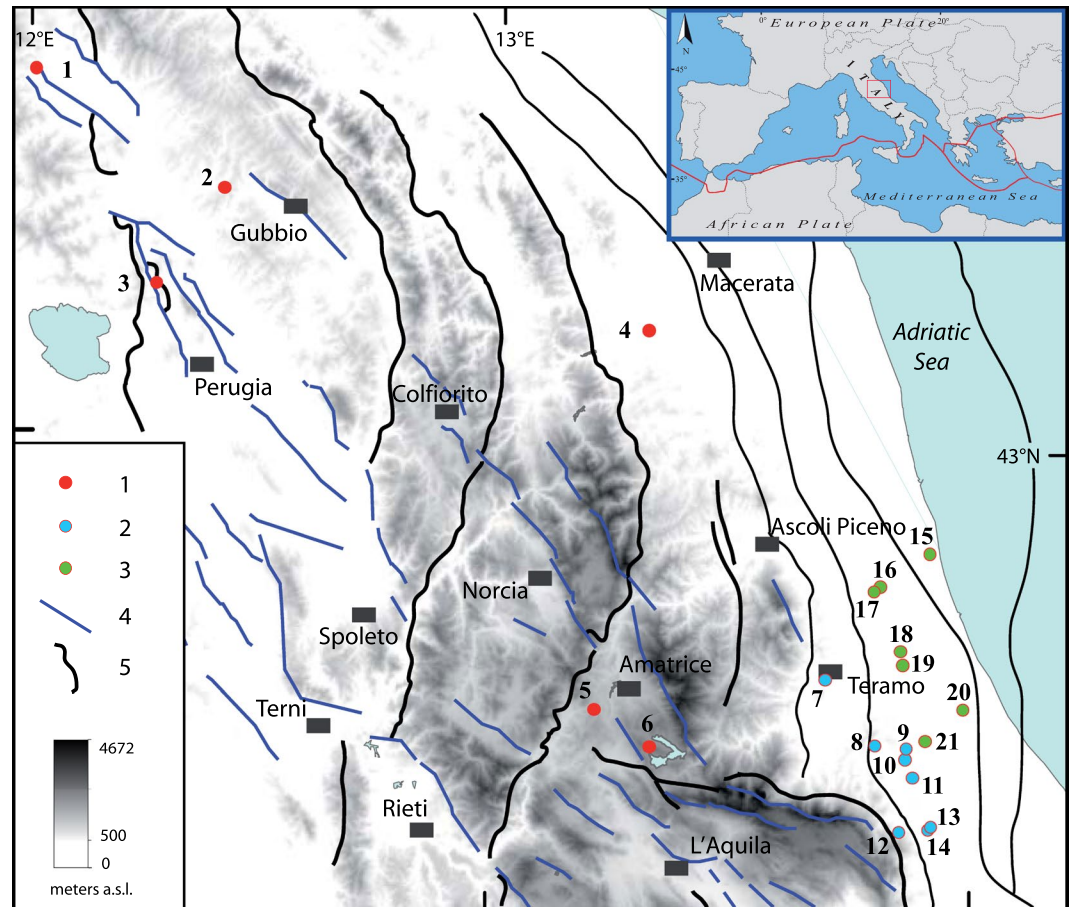 12°E
13°E
0°
European Plate
20°
N
45°
ITALY
35°
Mediterranean Sea
African Plate
1
2
Gubbio
3
Macerata
4
Adriatic
Sea
Perugia
Colfiorito
43°N
1
2
3
4
5
4672
500
0
meters a.s.l.
Ascoli Piceno
15
16
17
Norcia
Spoleto
18
19
Amatrice
7
Teramo
5
20
Terni
6
8
9
21
10
11
Rieti
13
12
14
L'Aquila